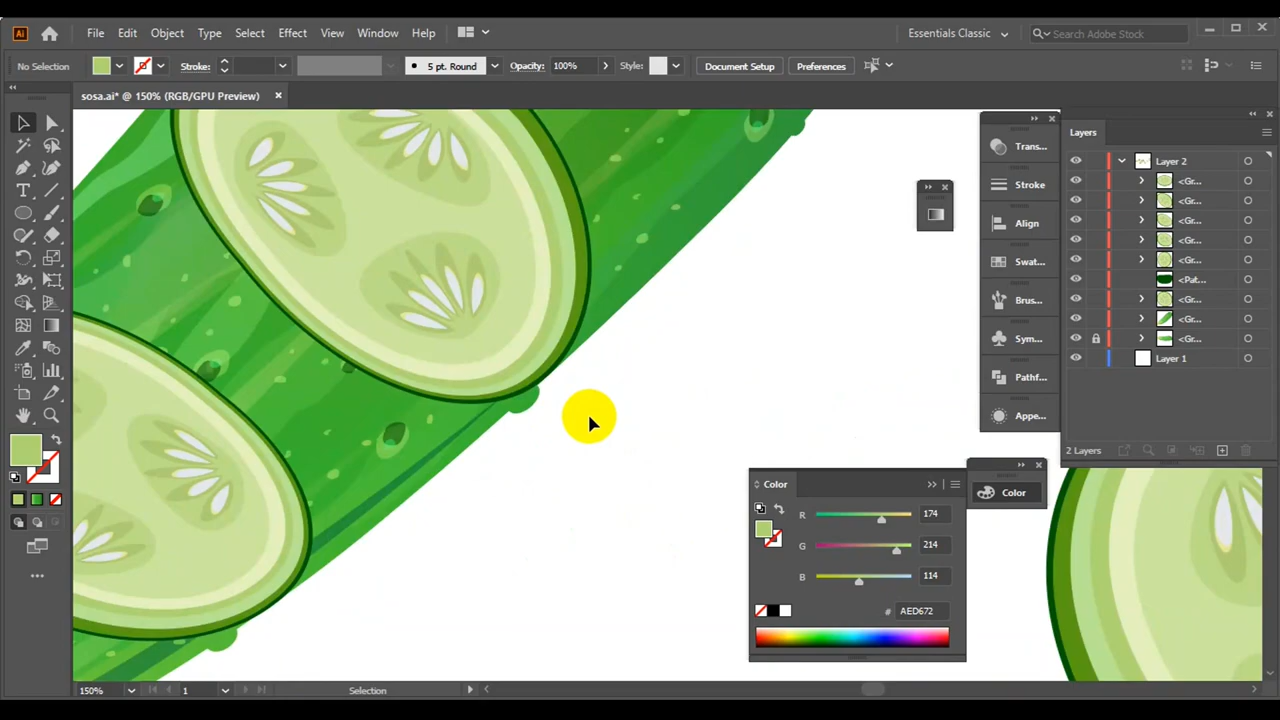 Ai File Edit Object Type Select Effect View Window Help Essentials Classic Search Adobe Stock
No Selection Stroke: 5 pt. Round Opacity: 100% Style: Document Setup Preferences
sosa.ai* @ 150% (RGB/GPU Preview)
Layers
Trans...
Layer 2
Stroke
<Gr...
<Gr...
Align
<Gr...
<Gr...
Swat...
<Gr...
<Pat...
Brus...
<Gr...
<Gr...
Sym...
<Gr...
Layer 1
Pathf...
Appe...
2 Layers
Color
Color
R 174
G 214
B 114
# AED672
150% 1 Selection